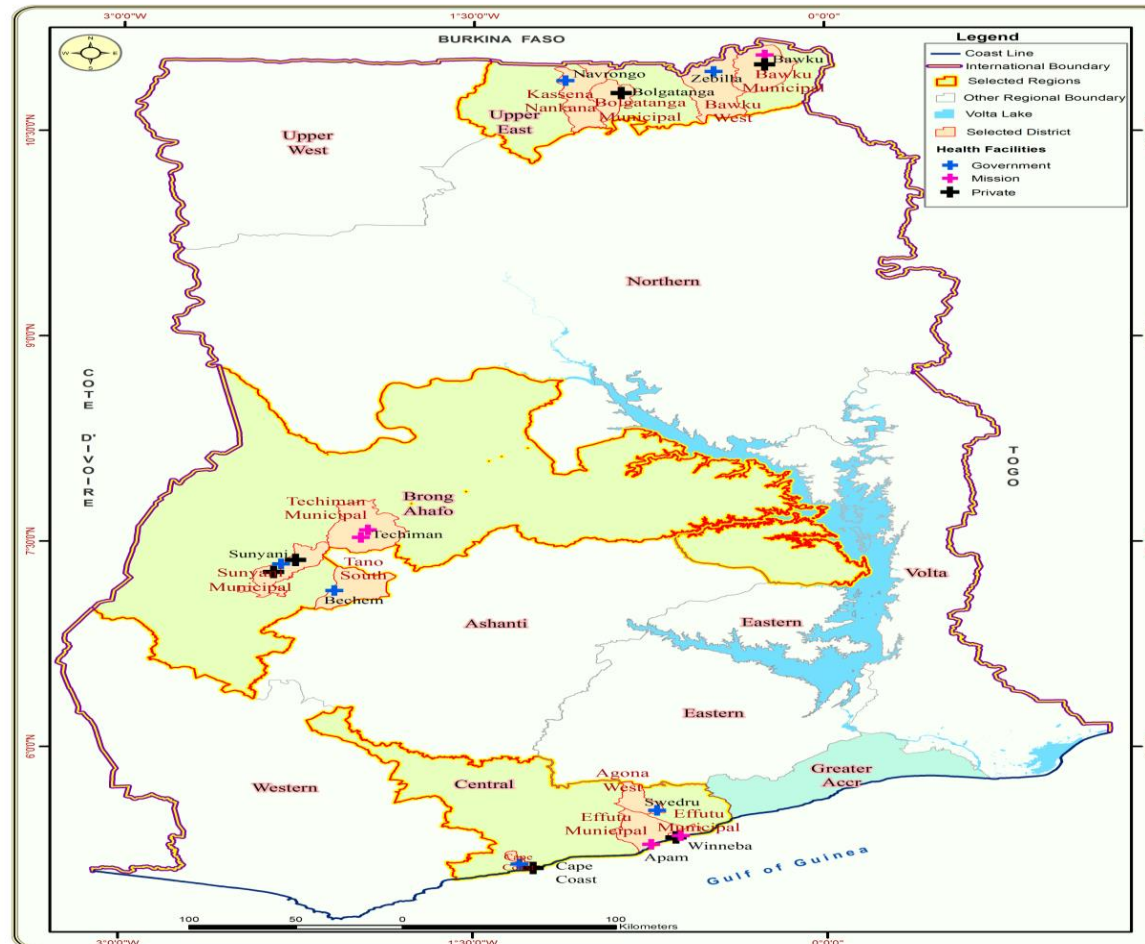 3°0'0"W
1°30'0"W
0°0'0"
N
W
E
S
BURKINA FASO
Legend
Coast Line
International Boundary
Selected Regions
Other Regional Boundary
Volta Lake
Selected District
Health Facilities
Government
Mission
Private
Navrongo
Zebilla
Bawku
Bawku
Municipal
Kassena
Nankana
Bolgatanga
Bolgatanga
Municipal
Bawku
West
Upper
East
Upper
West
10°30'0"N
Northern
9°0'0"N
COTE D'IVOIRE
TOGO
Techiman
Municipal
Brong
Ahafo
Techiman
7°30'0"N
Sunyani
Municipal
Tano
South
Bechem
Volta
Ashanti
Eastern
Eastern
6°0'0"N
Western
Central
Greater
Accr
Agona
West
Swedru
Effutu
Municipal
Effutu
Municipal
Winneba
Apam
Cape
Coast
Gulf of Guinea
100
50
0
100
Kilometers
3°0'0"W
1°30'0"W
0°0'0"